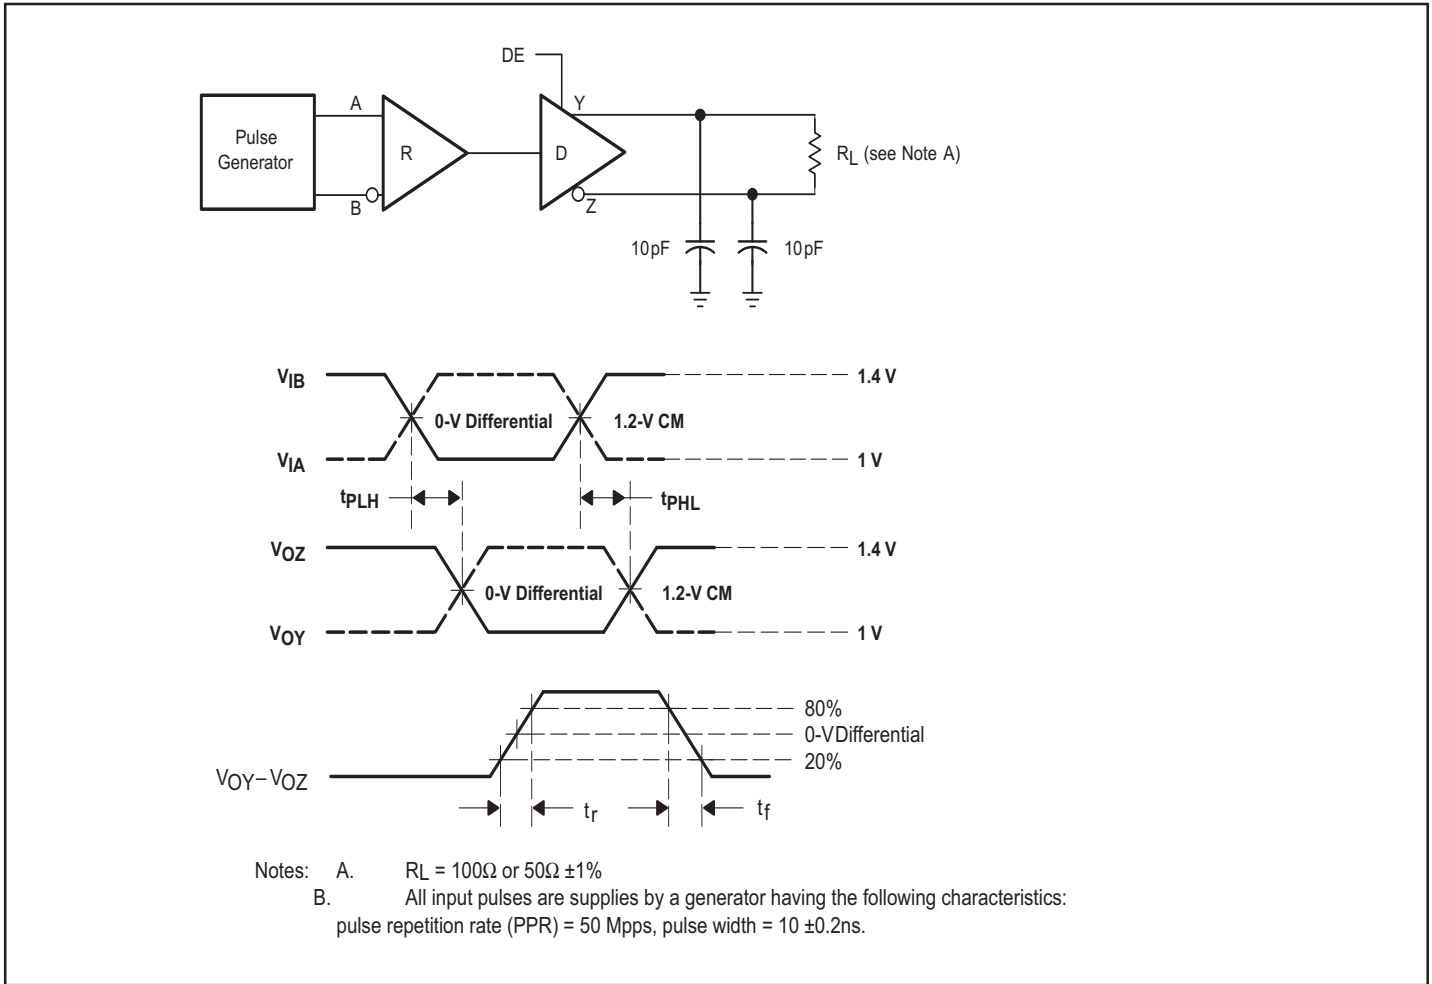 DE
A
Y
Pulse
Generator
R
D
RL (see Note A)
B
Z
10pF
10pF
VIB
1.4 V
0-V Differential
1.2-V CM
VIA
1 V
tPLH
tPHL
VOZ
1.4 V
0-V Differential
1.2-V CM
VOY
1 V
80%
0-VDifferential
20%
VOY–VOZ
tr
tf
Notes: A. RL = 100Ω or 50Ω ±1%
B. All input pulses are supplies by a generator having the following characteristics:
pulse repetition rate (PPR) = 50 Mpps, pulse width = 10 ±0.2ns.